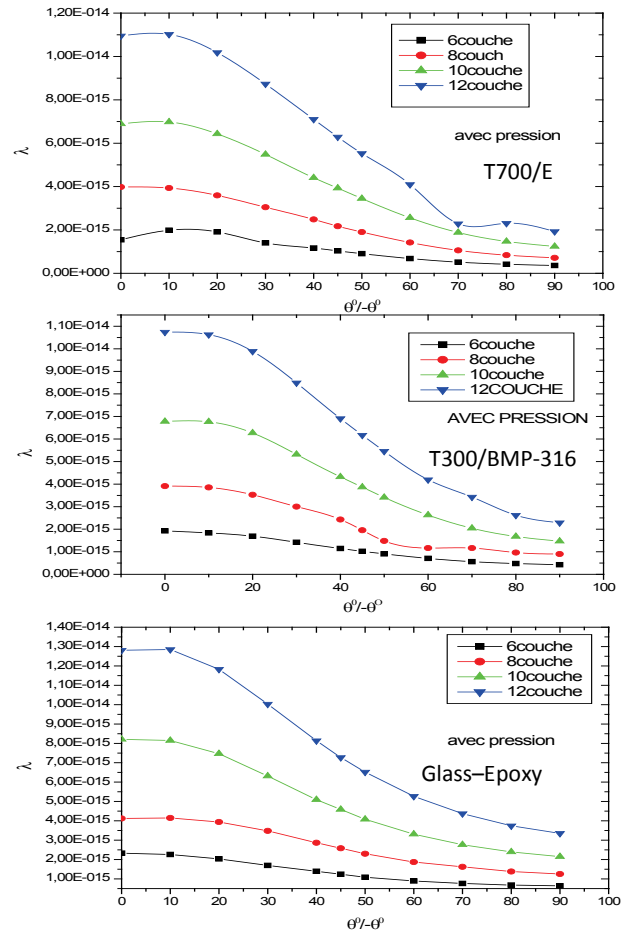 1,10E-014
1,00E-014
8,00E-015
6,00E-015
4,00E-015
2,00E-015
0,00E+000
λ
6couche
8couch
10couche
12couche
avec pression
T700/E
0 10 20 30 40 50 60 70 80 90 100
θ⁰/-θ⁰
1,10E-014
1,00E-014
9,00E-015
8,00E-015
7,00E-015
6,00E-015
5,00E-015
4,00E-015
3,00E-015
2,00E-015
1,00E-015
0,00E+000
λ
6couche
8couche
10couche
12COUCHE
AVEC PRESSION
T300/BMP-316
0 20 40 60 80 100
θ⁰/-θ⁰
1,40E-014
1,30E-014
1,20E-014
1,10E-014
1,00E-014
9,00E-015
8,00E-015
7,00E-015
6,00E-015
5,00E-015
4,00E-015
3,00E-015
2,00E-015
1,00E-015
λ
6couche
8couche
10couche
12couche
avec pression
Glass–Epoxy
0 10 20 30 40 50 60 70 80 90 100
θ⁰/-θ⁰